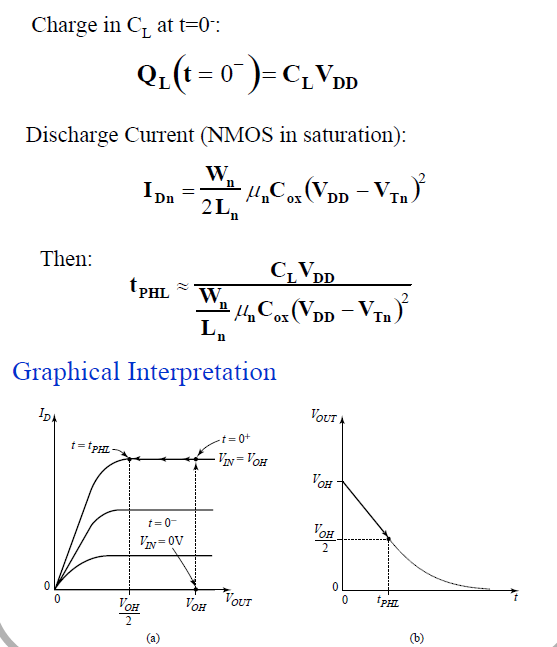 Charge in C_L at t=0⁻:
Q_L(t = 0⁻) = C_L V_DD
Discharge Current (NMOS in saturation):
I_Dn = W_n / 2L_n μ_n C_ox (V_DD − V_Tn)²
Then:
t_PHL ≈ C_L V_DD / W_n / L_n μ_n C_ox (V_DD − V_Tn)²
Graphical Interpretation
I_D
t = t_PHL
t = 0+
V_IN = V_OH
t = 0−
V_IN = 0V
0
0
V_OH / 2
V_OH
V_OUT
(a)
V_OUT
V_OH
V_OH / 2
0
0
t_PHL
t
(b)